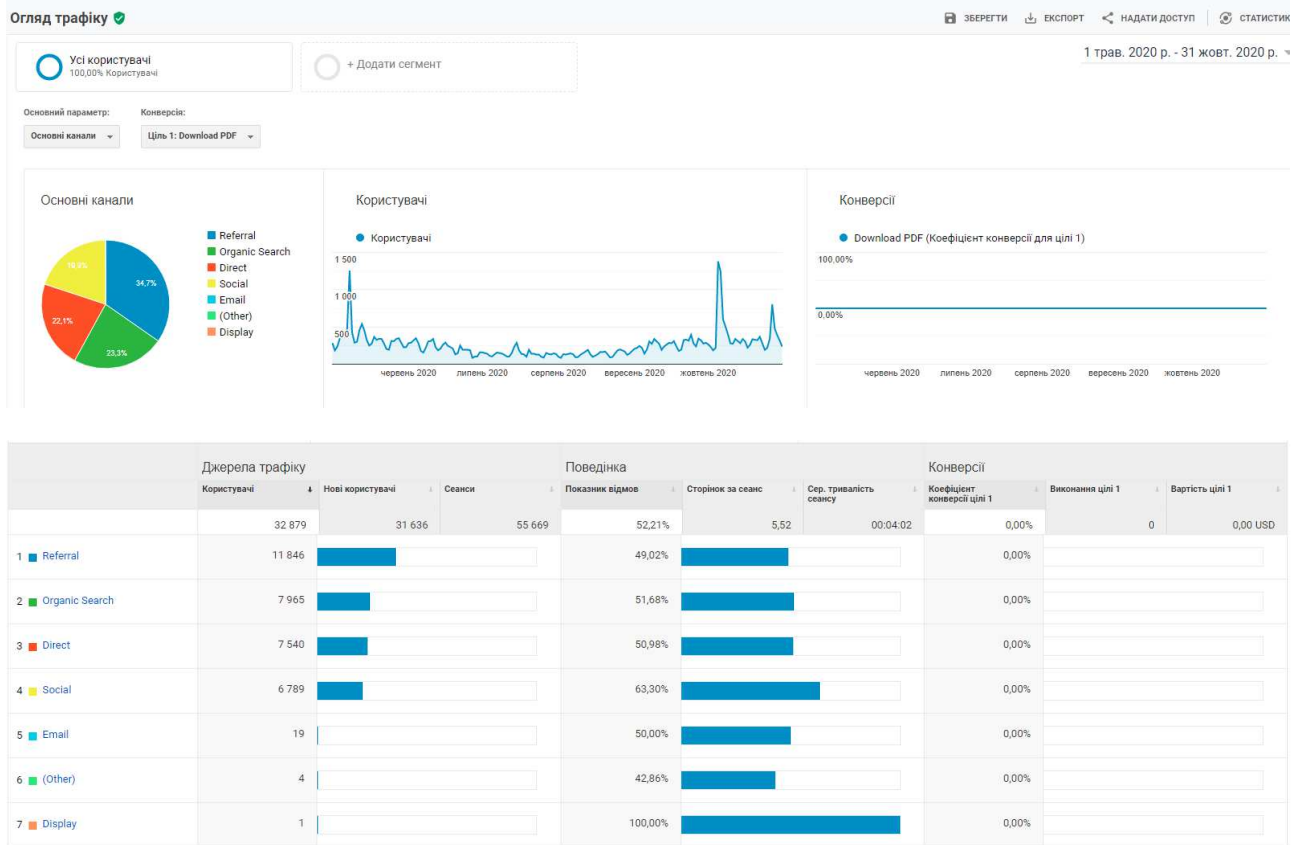 Огляд трафіку
ЗБЕРЕГТИ ЕКСПОРТ НАДАТИ ДОСТУП СТАТИСТИК
Усі користувачі
100,00% Користувачі
+ Додати сегмент
1 трав. 2020 р. - 31 жовт. 2020 р.
Основний параметр: Конверсія:
Основні канали Ціль 1: Download PDF
Основні канали
34,7%
23,3%
22,1%
Referral
Organic Search
Direct
Social
Email
(Other)
Display
Користувачі
Користувачі
1 500
1 000
500
червень 2020 липень 2020 серпень 2020 вересень 2020 жовтень 2020
Конверсії
Download PDF (Коефіцієнт конверсії для цілі 1)
100,00%
0,00%
червень 2020 липень 2020 серпень 2020 вересень 2020 жовтень 2020
Джерела трафіку Поведінка Конверсії
Користувачі Нові користувачі Сеанси Показник відмов Сторінок за сеанс Сер. тривалість сеансу Коефіцієнт конверсії цілі 1 Виконання цілі 1 Вартість цілі 1
32 879 31 636 55 669 52,21% 5,52 00:04:02 0,00% 0 0,00 USD
1 Referral 11 846 49,02% 0,00%
2 Organic Search 7 965 51,68% 0,00%
3 Direct 7 540 50,98% 0,00%
4 Social 6 789 63,30% 0,00%
5 Email 19 50,00% 0,00%
6 (Other) 4 42,86% 0,00%
7 Display 1 100,00% 0,00%